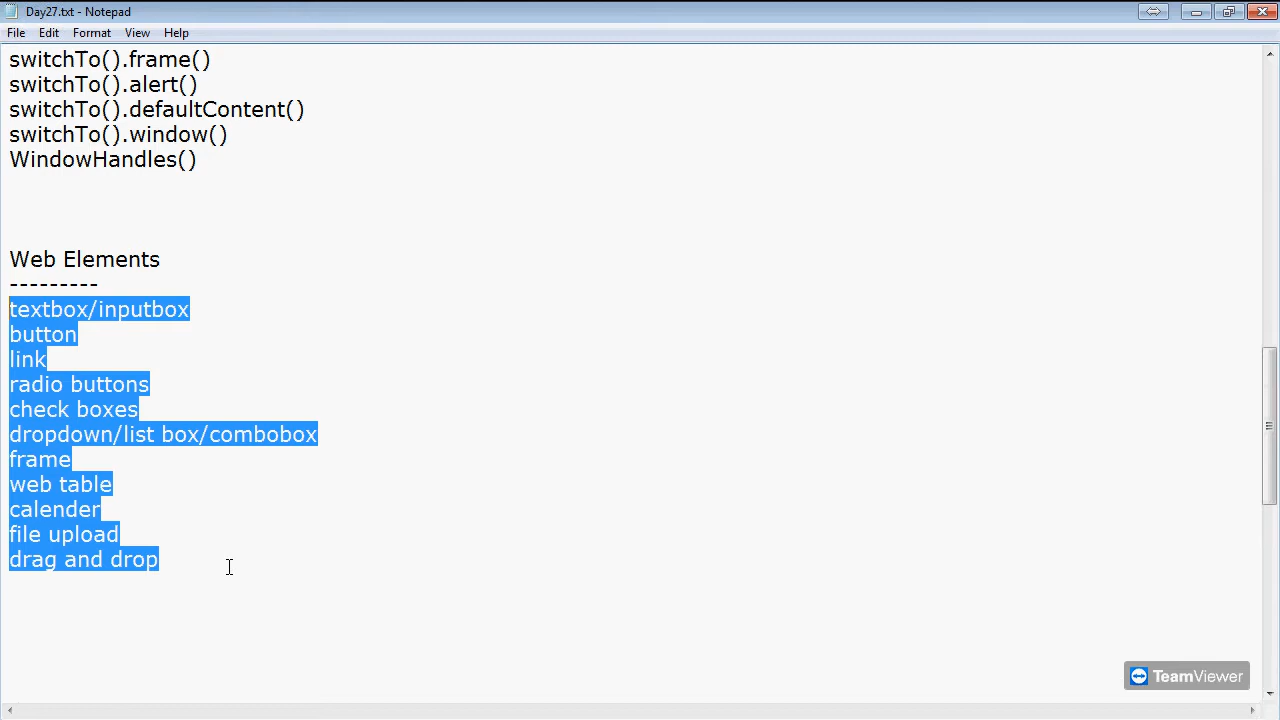 Day27.txt - Notepad
File Edit Format View Help
switchTo().frame()
switchTo().alert()
switchTo().defaultContent()
switchTo().window()
WindowHandles()
Web Elements
---------
textbox/inputbox
button
link
radio buttons
check boxes
dropdown/list box/combobox
frame
web table
calender
file upload
drag and drop
TeamViewer